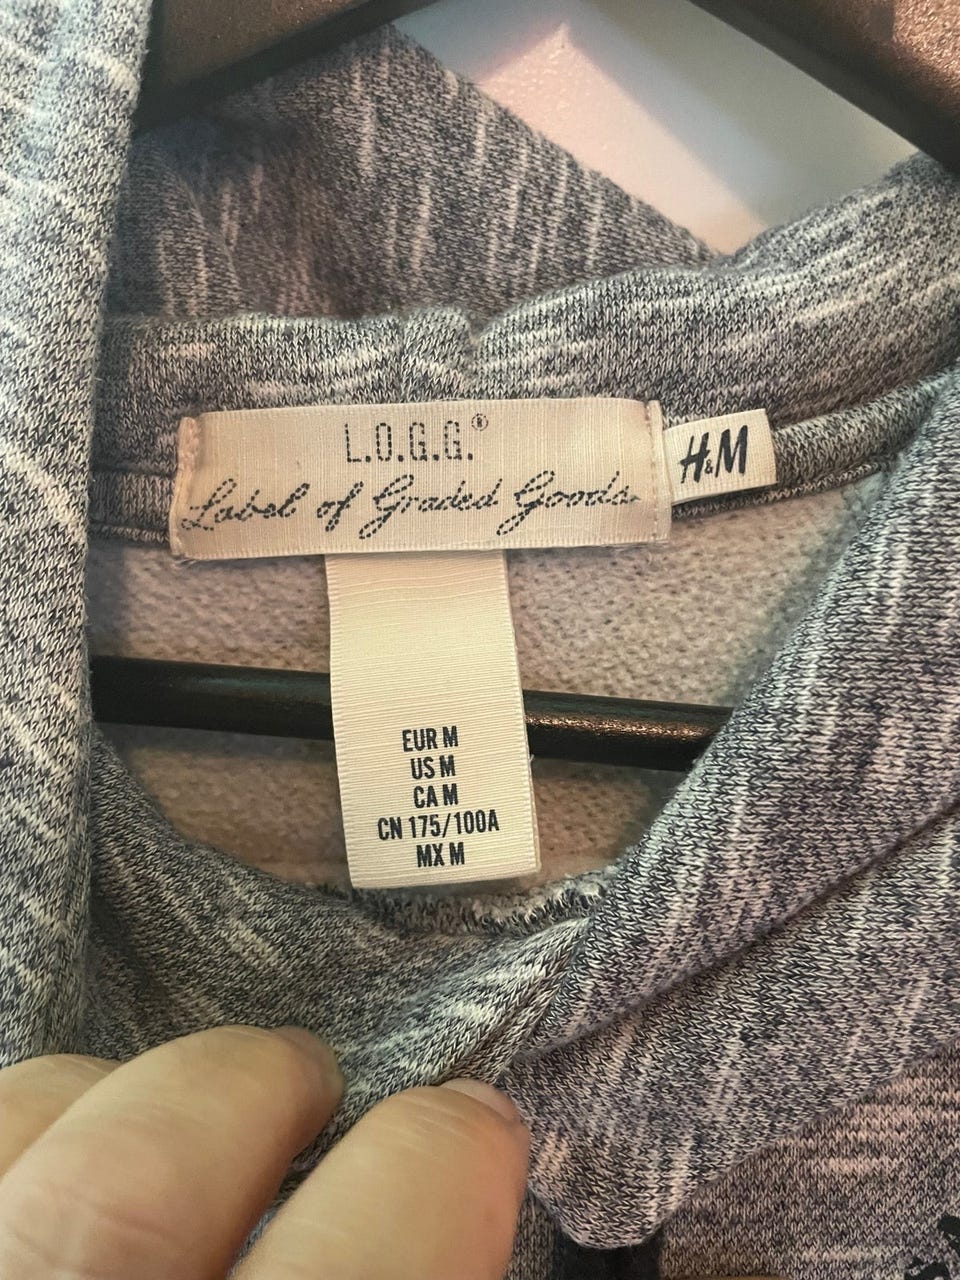 L.O.G.G.®
Label of Graded Goods.
H&M
EUR M
US M
CA M
CN 175/100A
MX M